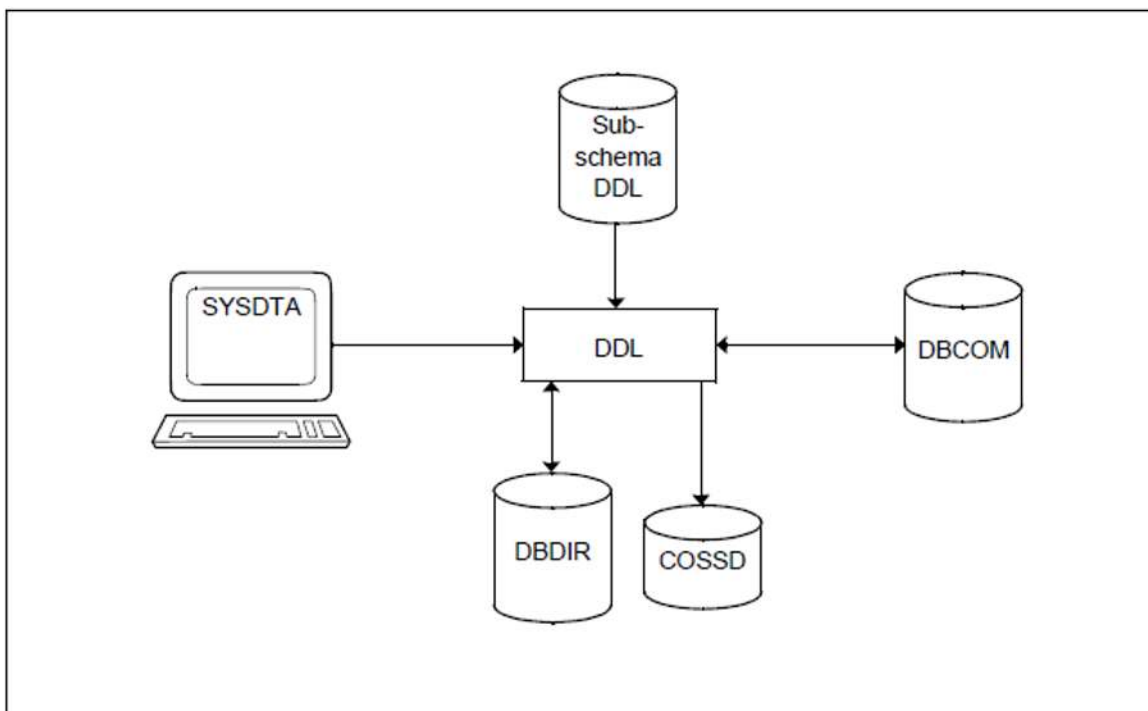 Sub-
schema
DDL
SYSDTA
DDL
DBCOM
DBDIR
COSSD